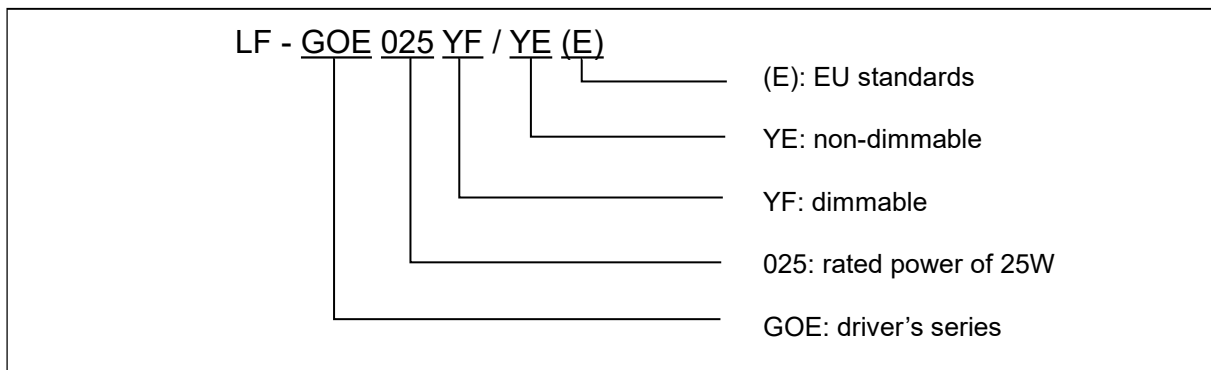 LF - GOE 025 YF / YE (E)
(E): EU standards
YE: non-dimmable
YF: dimmable
025: rated power of 25W
GOE: driver's series